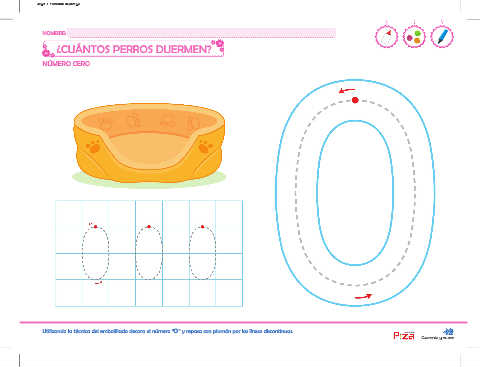 NOMBRE:
¿CUÁNTOS PERROS DUERMEN?
NÚMERO CERO
Utilizando la técnica del embolillado decora el número "0" y repasa con plumón por las líneas discontinuas.